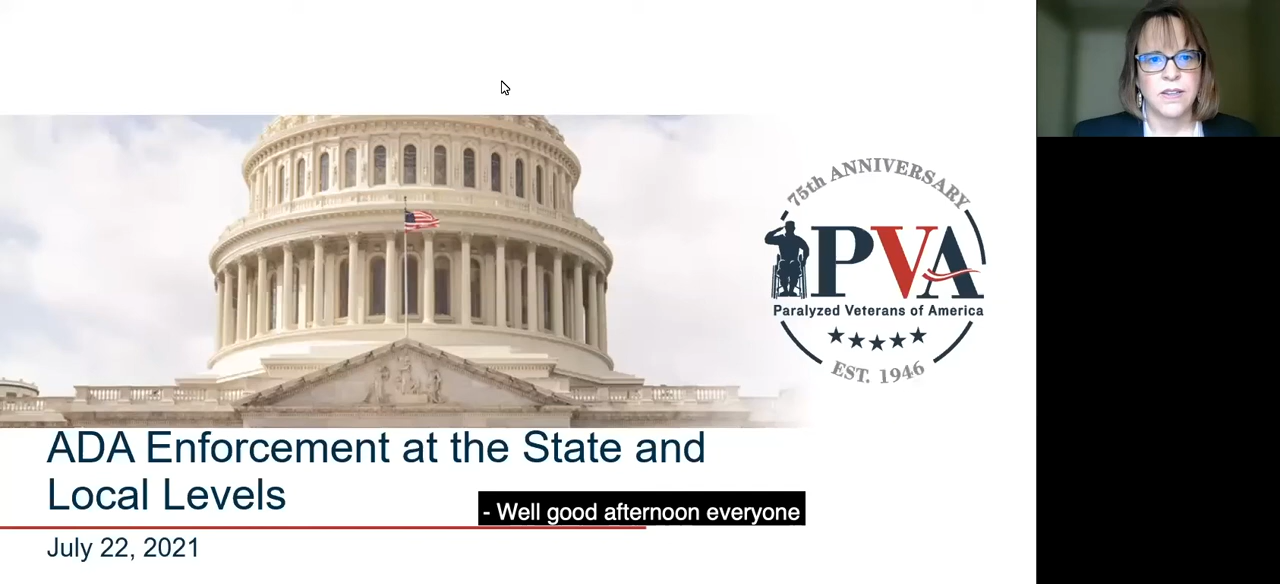 75th ANNIVERSARY
PVA
Paralyzed Veterans of America
EST. 1946
ADA Enforcement at the State and
Local Levels
- Well good afternoon everyone
July 22, 2021